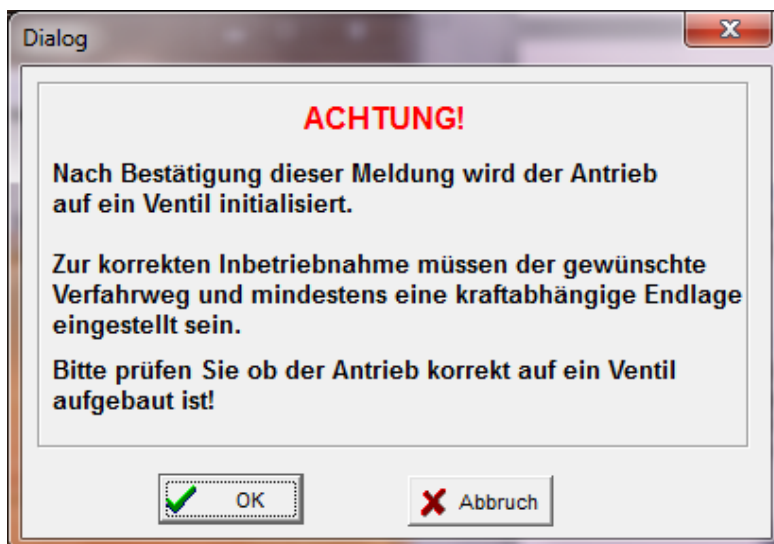 Dialog
ACHTUNG!
Nach Bestätigung dieser Meldung wird der Antrieb
auf ein Ventil initialisiert.
Zur korrekten Inbetriebnahme müssen der gewünschte
Verfahrweg und mindestens eine kraftabhängige Endlage
eingestellt sein.
Bitte prüfen Sie ob der Antrieb korrekt auf ein Ventil
aufgebaut ist!
OK
Abbruch